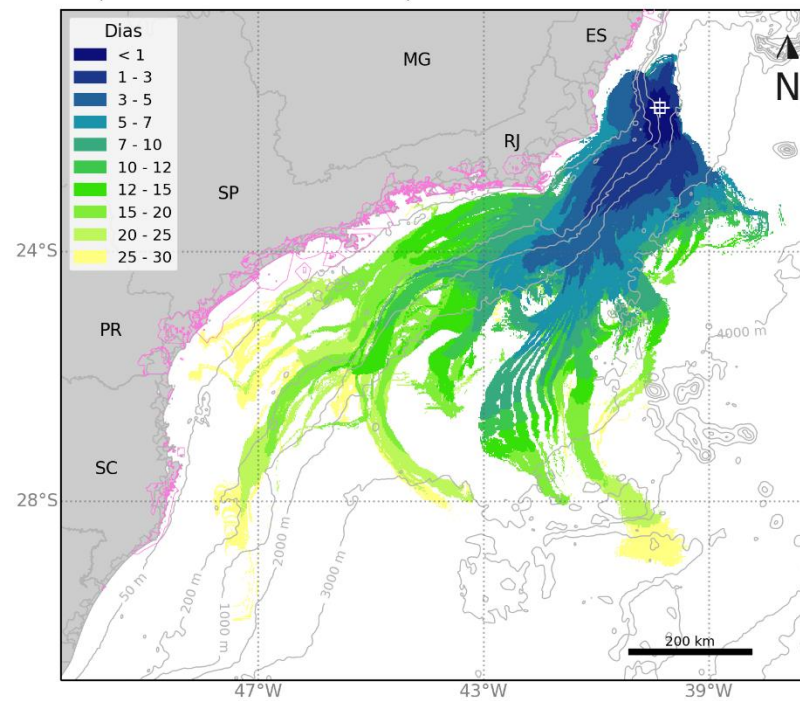 Dias
< 1
1 - 3
3 - 5
5 - 7
7 - 10
10 - 12
12 - 15
15 - 20
20 - 25
25 - 30
ES
MG
N
RJ
SP
24°S
PR
4000 m
SC
28°S
50 m
200 m
1000 m
2000 m
3000 m
200 km
47°W
43°W
39°W